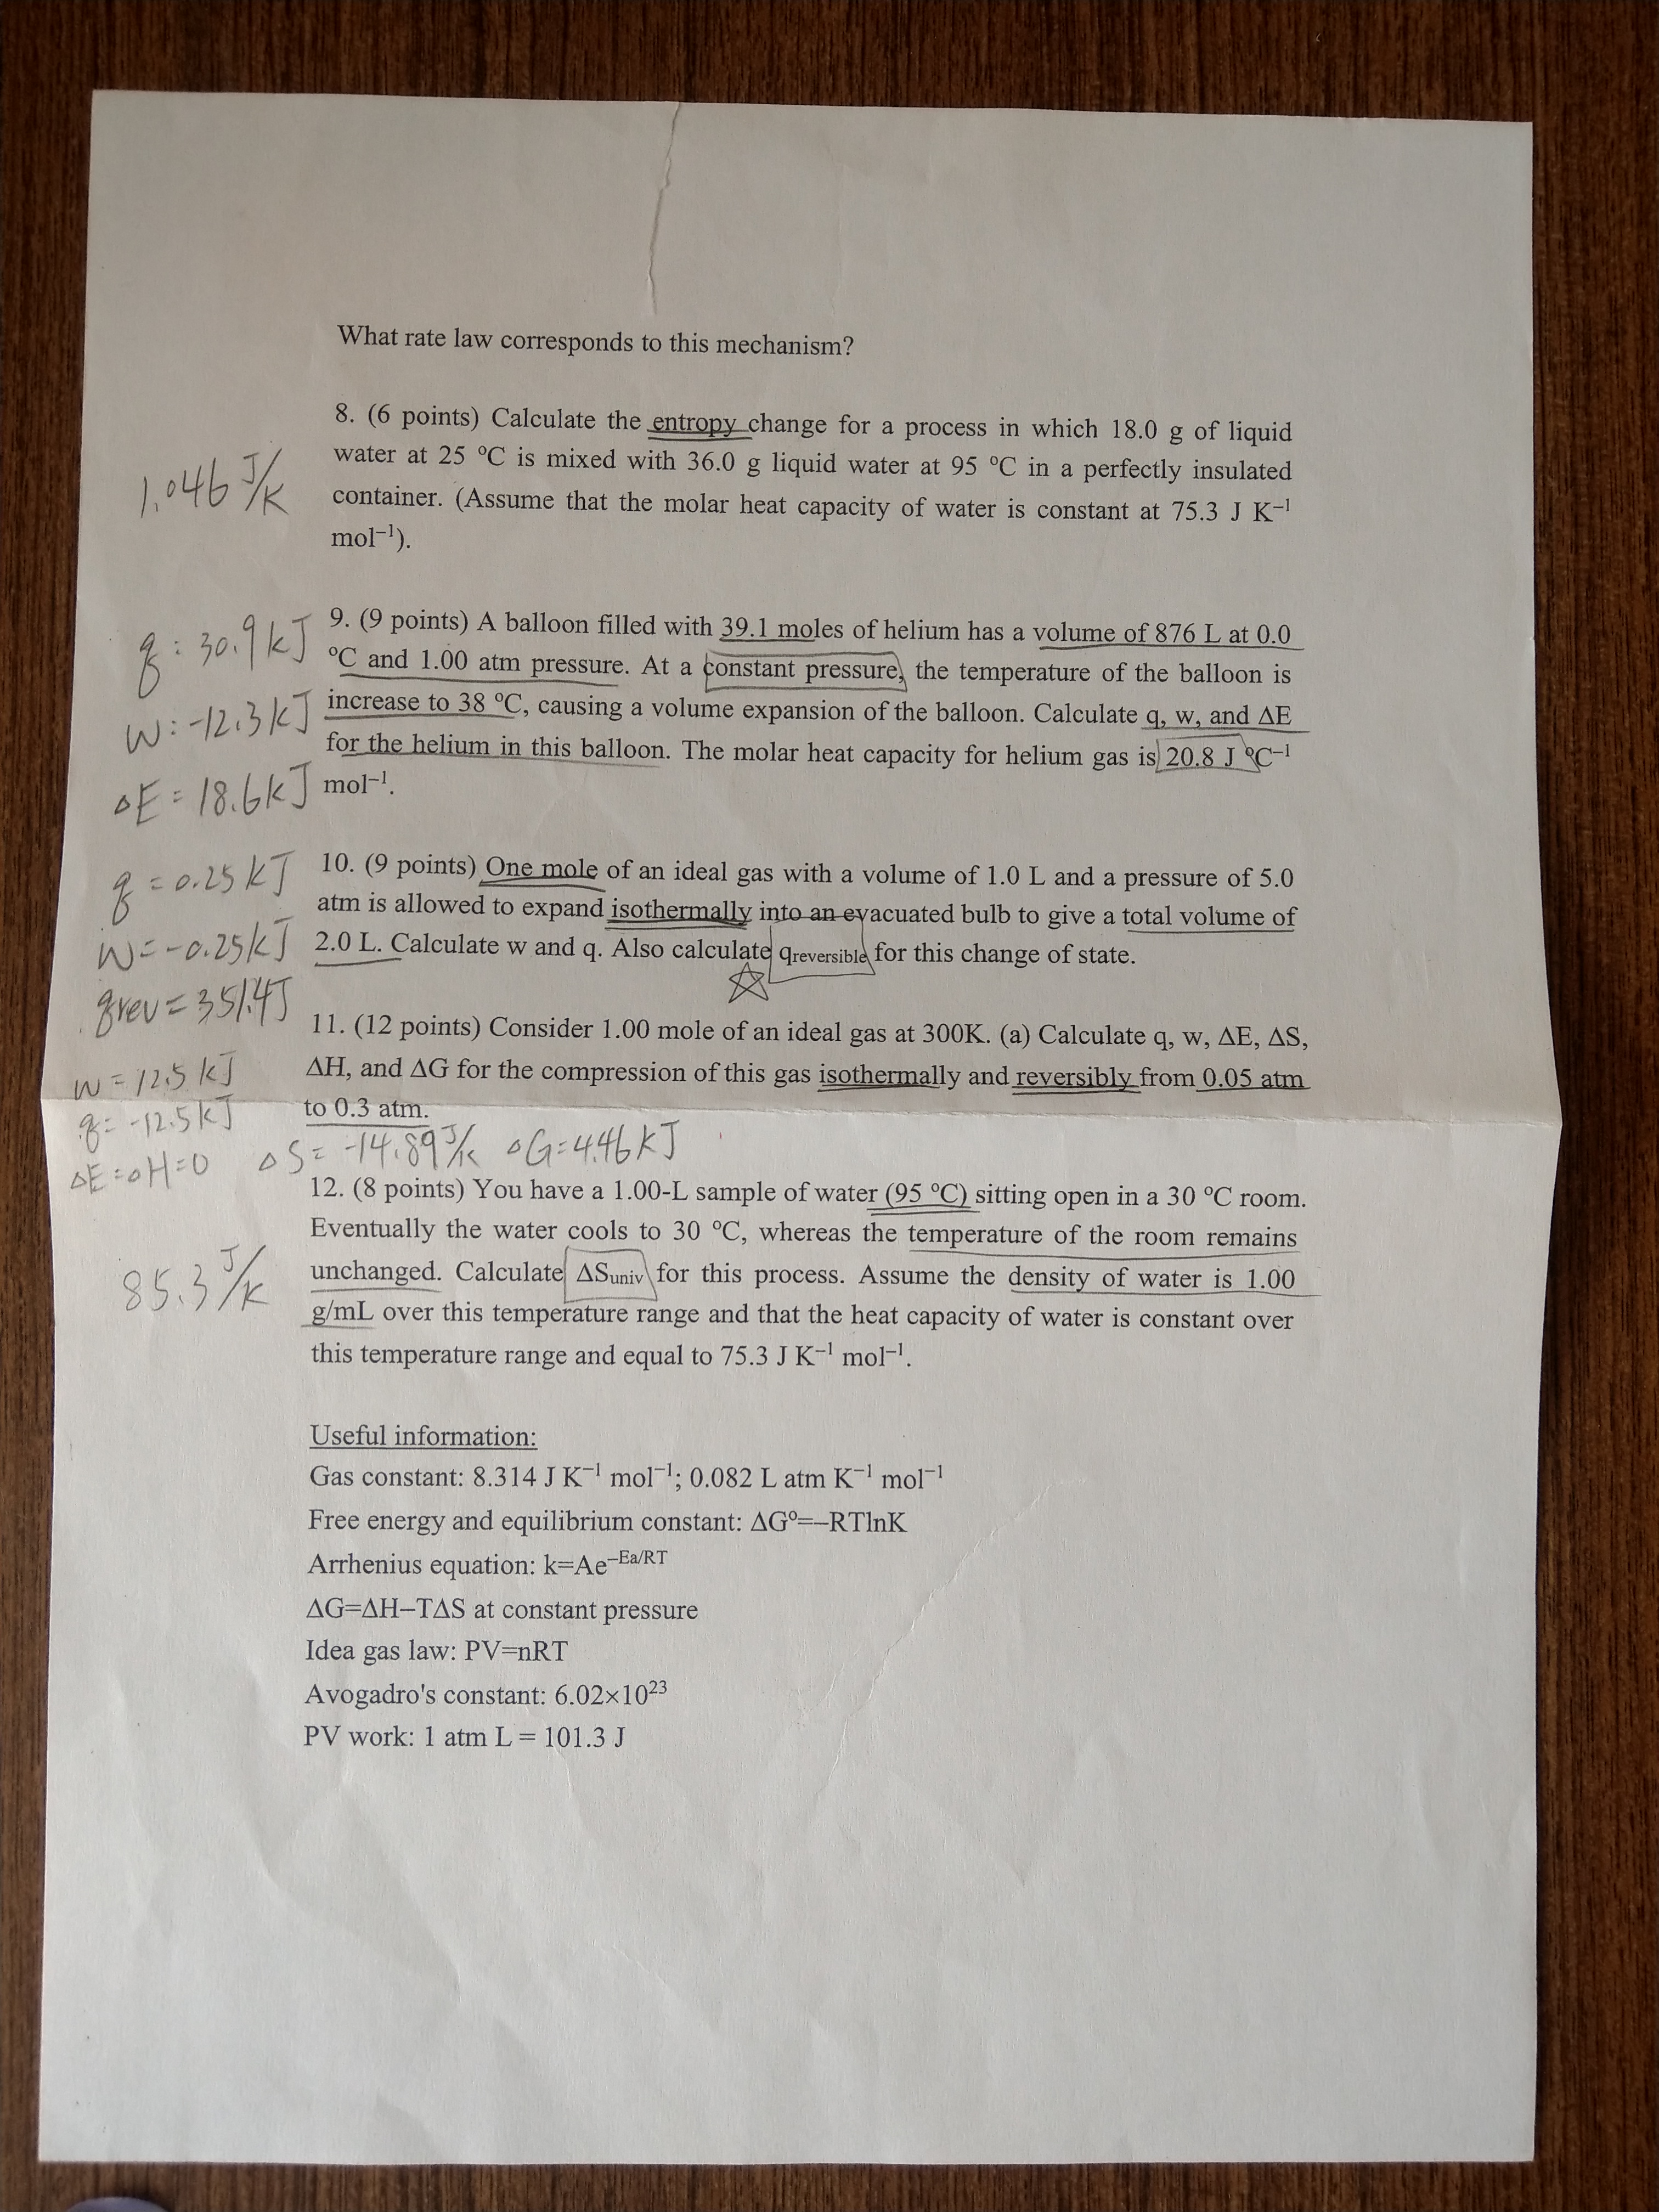 What rate law corresponds to this mechanism?
8. (6 points) Calculate the entropy change for a process in which 18.0 g of liquid
water at 25 ⁰C is mixed with 36.0 g liquid water at 95 ⁰C in a perfectly insulated
container. (Assume that the molar heat capacity of water is constant at 75.3 J K⁻¹
mol⁻¹).
1.046 J/K
9. (9 points) A balloon filled with 39.1 moles of helium has a volume of 876 L at 0.0
⁰C and 1.00 atm pressure. At a constant pressure, the temperature of the balloon is
increase to 38 ⁰C, causing a volume expansion of the balloon. Calculate q, w, and ΔE
for the helium in this balloon. The molar heat capacity for helium gas is 20.8 J ⁰C⁻¹
mol⁻¹.
q: 30.9 kJ
W: -12.3 kJ
ΔE = 18.6 kJ
10. (9 points) One mole of an ideal gas with a volume of 1.0 L and a pressure of 5.0
atm is allowed to expand isothermally into an evacuated bulb to give a total volume of
2.0 L. Calculate w and q. Also calculate qreversible for this change of state.
q = 0.25 kJ
W = -0.25 kJ
qrev = 351.4 J
11. (12 points) Consider 1.00 mole of an ideal gas at 300K. (a) Calculate q, w, ΔE, ΔS,
ΔH, and ΔG for the compression of this gas isothermally and reversibly from 0.05 atm
to 0.3 atm.
w = 12.5 kJ
q = -12.5 kJ
ΔE = ΔH = 0 ΔS = -14.89 J/K ΔG = 4.46 kJ
12. (8 points) You have a 1.00-L sample of water (95 ⁰C) sitting open in a 30 ⁰C room.
Eventually the water cools to 30 ⁰C, whereas the temperature of the room remains
unchanged. Calculate ΔSuniv for this process. Assume the density of water is 1.00
g/mL over this temperature range and that the heat capacity of water is constant over
this temperature range and equal to 75.3 J K⁻¹ mol⁻¹.
85.3 J/K
Useful information:
Gas constant: 8.314 J K⁻¹ mol⁻¹; 0.082 L atm K⁻¹ mol⁻¹
Free energy and equilibrium constant: ΔG⁰=–RTlnK
Arrhenius equation: k=Ae⁻ᴱᵃ/ᴿᵀ
ΔG=ΔH–TΔS at constant pressure
Idea gas law: PV=nRT
Avogadro's constant: 6.02×10²³
PV work: 1 atm L = 101.3 J